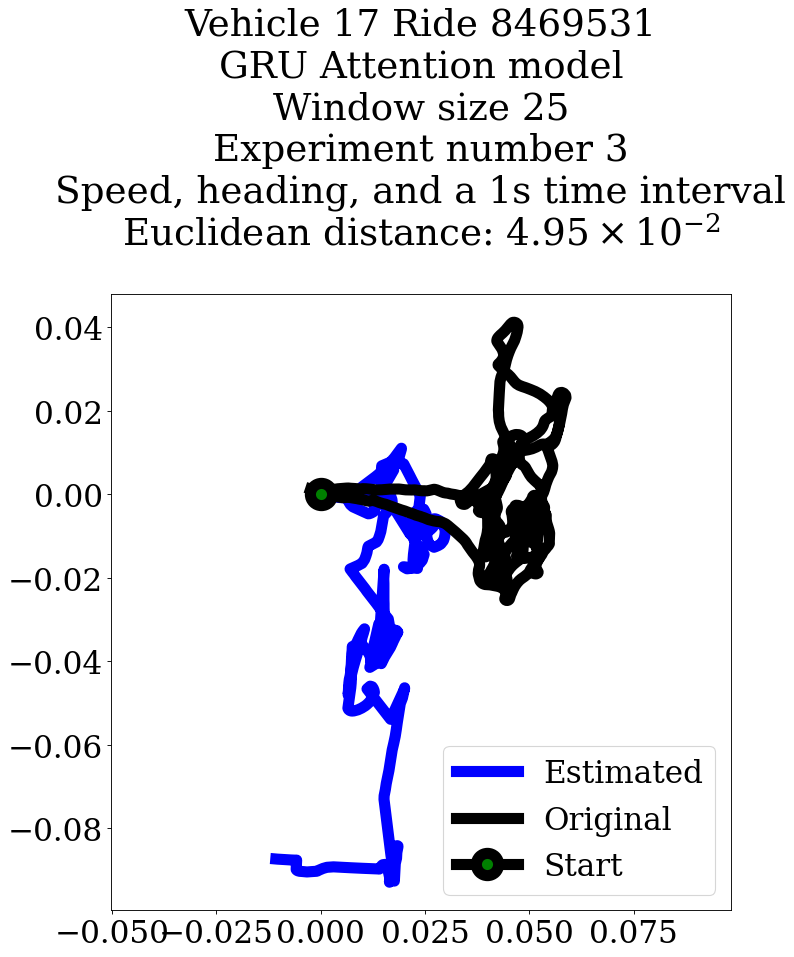 Vehicle 17 Ride 8469531
GRU Attention model
Window size 25
Experiment number 3
Speed, heading, and a 1s time interval
Euclidean distance: 4.95 × 10⁻²
0.04
0.02
0.00
−0.02
−0.04
−0.06
−0.08
Estimated
Original
Start
−0.050 −0.025 0.000 0.025 0.050 0.075